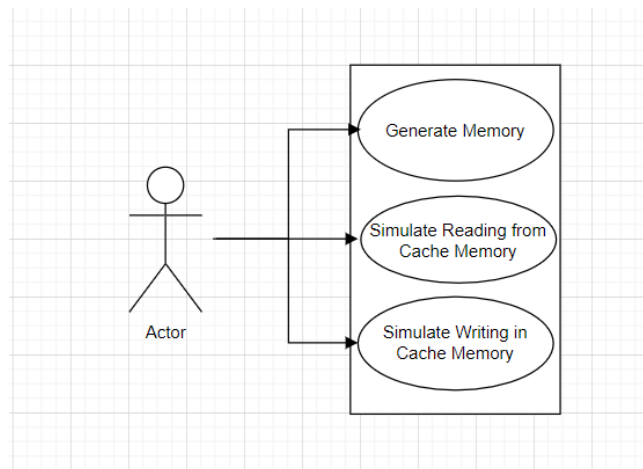 Generate Memory
Simulate Reading from
Cache Memory
Simulate Writing in
Cache Memory
Actor